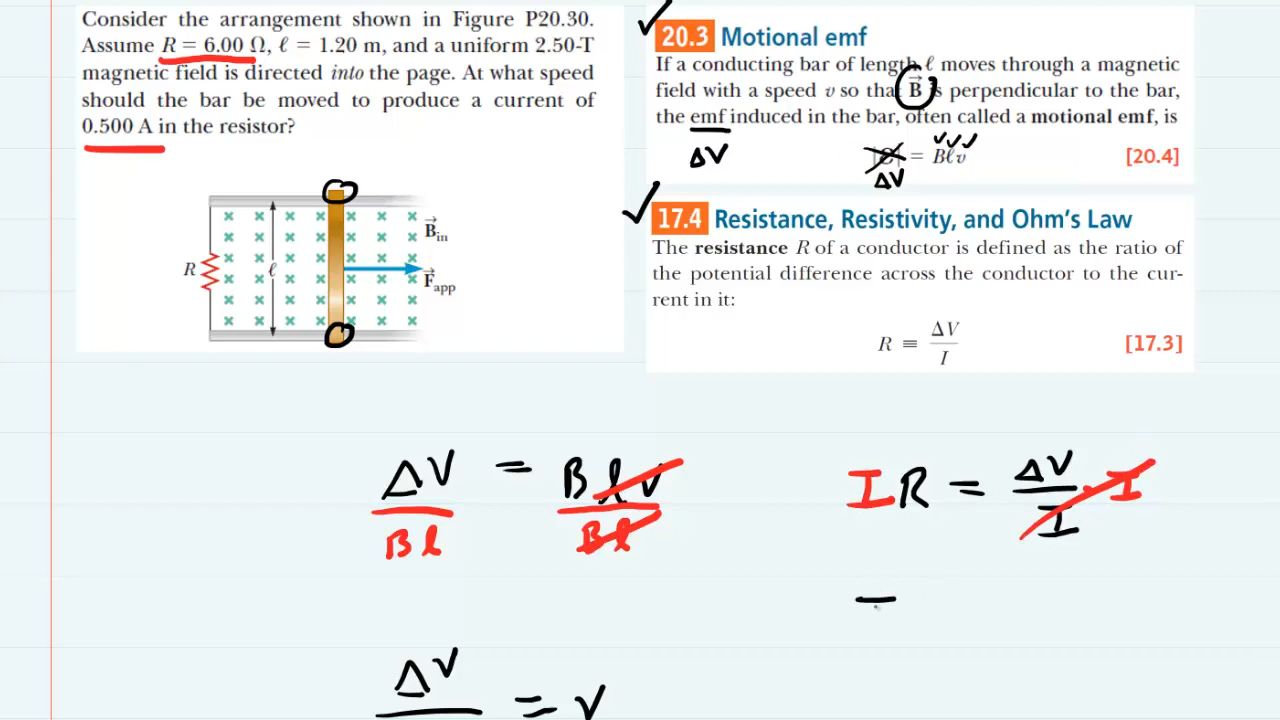 Consider the arrangement shown in Figure P20.30.
Assume R = 6.00 Ω, ℓ = 1.20 m, and a uniform 2.50-T
magnetic field is directed into the page. At what speed
should the bar be moved to produce a current of
0.500 A in the resistor?
R
ℓ
B⃗in
F⃗app
20.3 Motional emf
If a conducting bar of length ℓ moves through a magnetic
field with a speed v so that B⃗ is perpendicular to the bar,
the emf induced in the bar, often called a motional emf, is
ΔV
|ℰ| = Bℓv [20.4]
ΔV
17.4 Resistance, Resistivity, and Ohm's Law
The resistance R of a conductor is defined as the ratio of
the potential difference across the conductor to the cur-
rent in it:
R ≡ ΔV / I [17.3]
ΔV / Bℓ = Bℓv / Bℓ
IR = ΔV / I · I
ΔV
= v